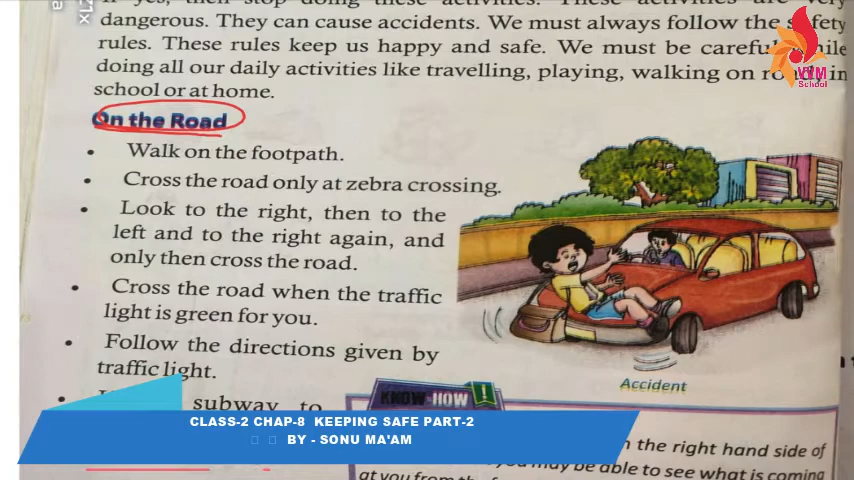 dangerous. They can cause accidents. We must always follow the safety
rules. These rules keep us happy and safe. We must be careful while
doing all our daily activities like travelling, playing, walking on road, in
school or at home.
VVM
School
On the Road
• Walk on the footpath.
• Cross the road only at zebra crossing.
• Look to the right, then to the
left and to the right again, and
only then cross the road.
• Cross the road when the traffic
light is green for you.
• Follow the directions given by
traffic light.
subway to
Accident
KNOW-HOW !
CLASS-2 CHAP-8 KEEPING SAFE PART-2
BY - SONU MA'AM
the right hand side of
may be able to see what is coming
at you from